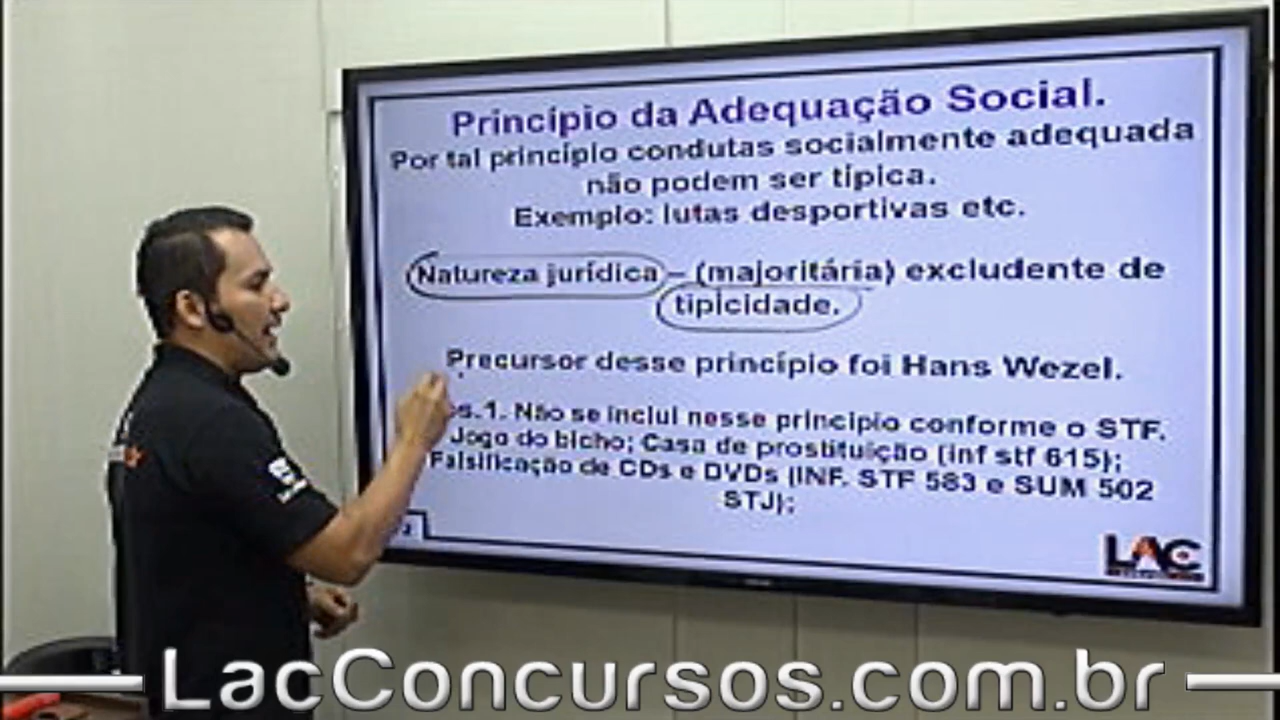 Princípio da Adequação Social.
Por tal princípio condutas socialmente adequada
não podem ser típica.
Exemplo: lutas desportivas etc.
Natureza jurídica – (majoritária) excludente de
tipicidade.
Precursor desse princípio foi Hans Wezel.
os.1. Não se inclui nesse princípio conforme o STF.
Jogo do bicho; Casa de prostituição (inf stf 615);
Falsificação de CDs e DVDs (INF. STF 583 e SUM 502
STJ);
LAC
LacConcursos.com.br